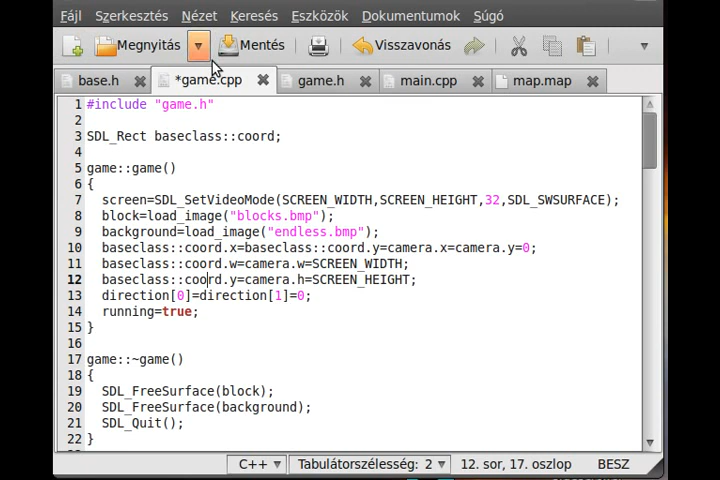 Fájl Szerkesztés Nézet Keresés Eszközök Dokumentumok Súgó
Megnyitás Mentés Visszavonás
base.h *game.cpp game.h main.cpp map.map
1 #include "game.h"
2
3 SDL_Rect baseclass::coord;
4
5 game::game()
6 {
7 screen=SDL_SetVideoMode(SCREEN_WIDTH,SCREEN_HEIGHT,32,SDL_SWSURFACE);
8 block=load_image("blocks.bmp");
9 background=load_image("endless.bmp");
10 baseclass::coord.x=baseclass::coord.y=camera.x=camera.y=0;
11 baseclass::coord.w=camera.w=SCREEN_WIDTH;
12 baseclass::coord.y=camera.h=SCREEN_HEIGHT;
13 direction[0]=direction[1]=0;
14 running=true;
15 }
16
17 game::~game()
18 {
19 SDL_FreeSurface(block);
20 SDL_FreeSurface(background);
21 SDL_Quit();
22 }
C++ Tabulátorszélesség: 2 12. sor, 17. oszlop BESZ